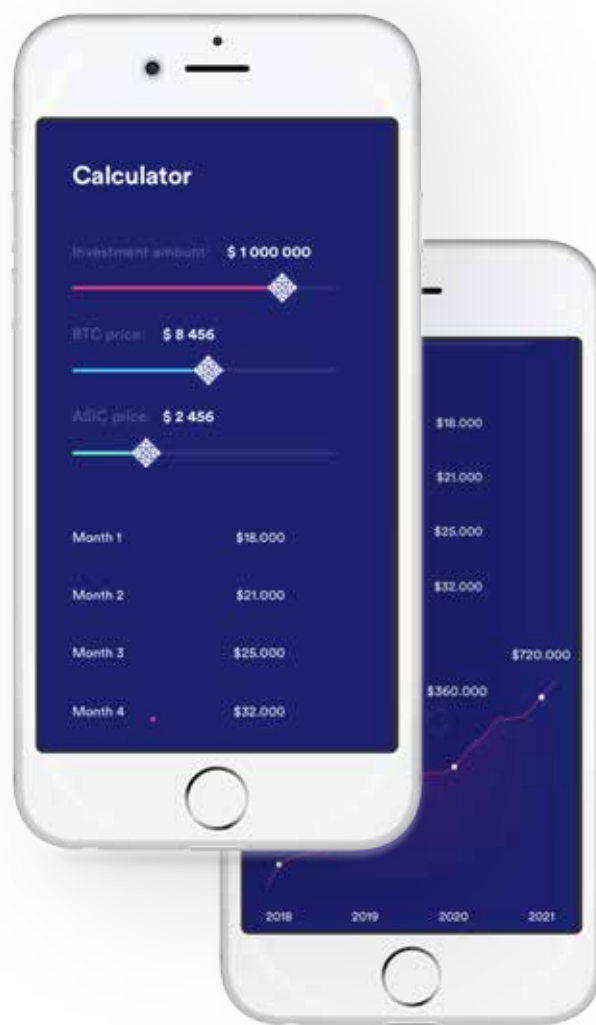 Calculator
Investment amount: $ 1 000 000
BTC price: $ 8 456
ASIC price: $ 2 456
Month 1 $18.000
Month 2 $21.000
Month 3 $25.000
Month 4 $32.000
$18.000
$21.000
$25.000
$32.000
$720.000
$360.000
2018 2019 2020 2021